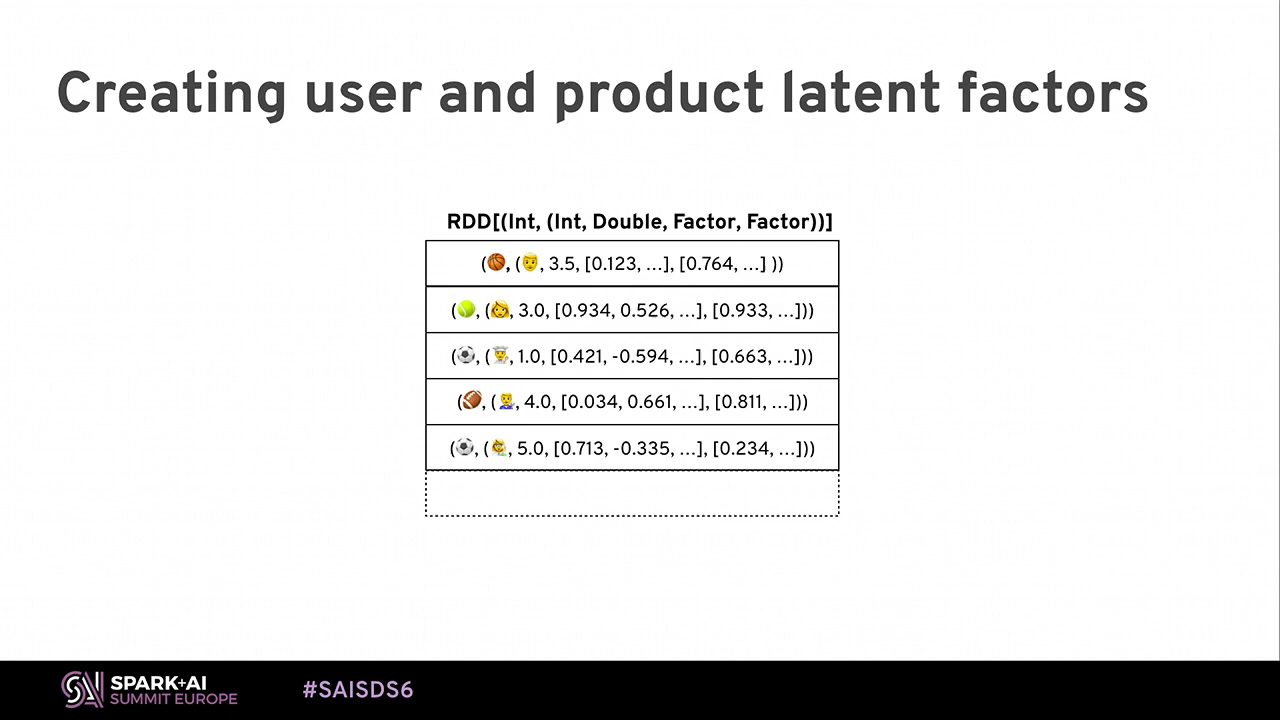 Creating user and product latent factors
RDD[(Int, (Int, Double, Factor, Factor))]
(🏀, (👨, 3.5, [0.123, …], [0.764, …] ))
(🎾, (👩, 3.0, [0.934, 0.526, …], [0.933, …]))
(⚽, (👨‍🍳, 1.0, [0.421, -0.594, …], [0.663, …]))
(🏈, (👨‍🔧, 4.0, [0.034, 0.661, …], [0.811, …]))
(⚽, (🧝‍♀️, 5.0, [0.713, -0.335, …], [0.234, …]))
SPARK+AI
SUMMIT EUROPE
#SAISDS6